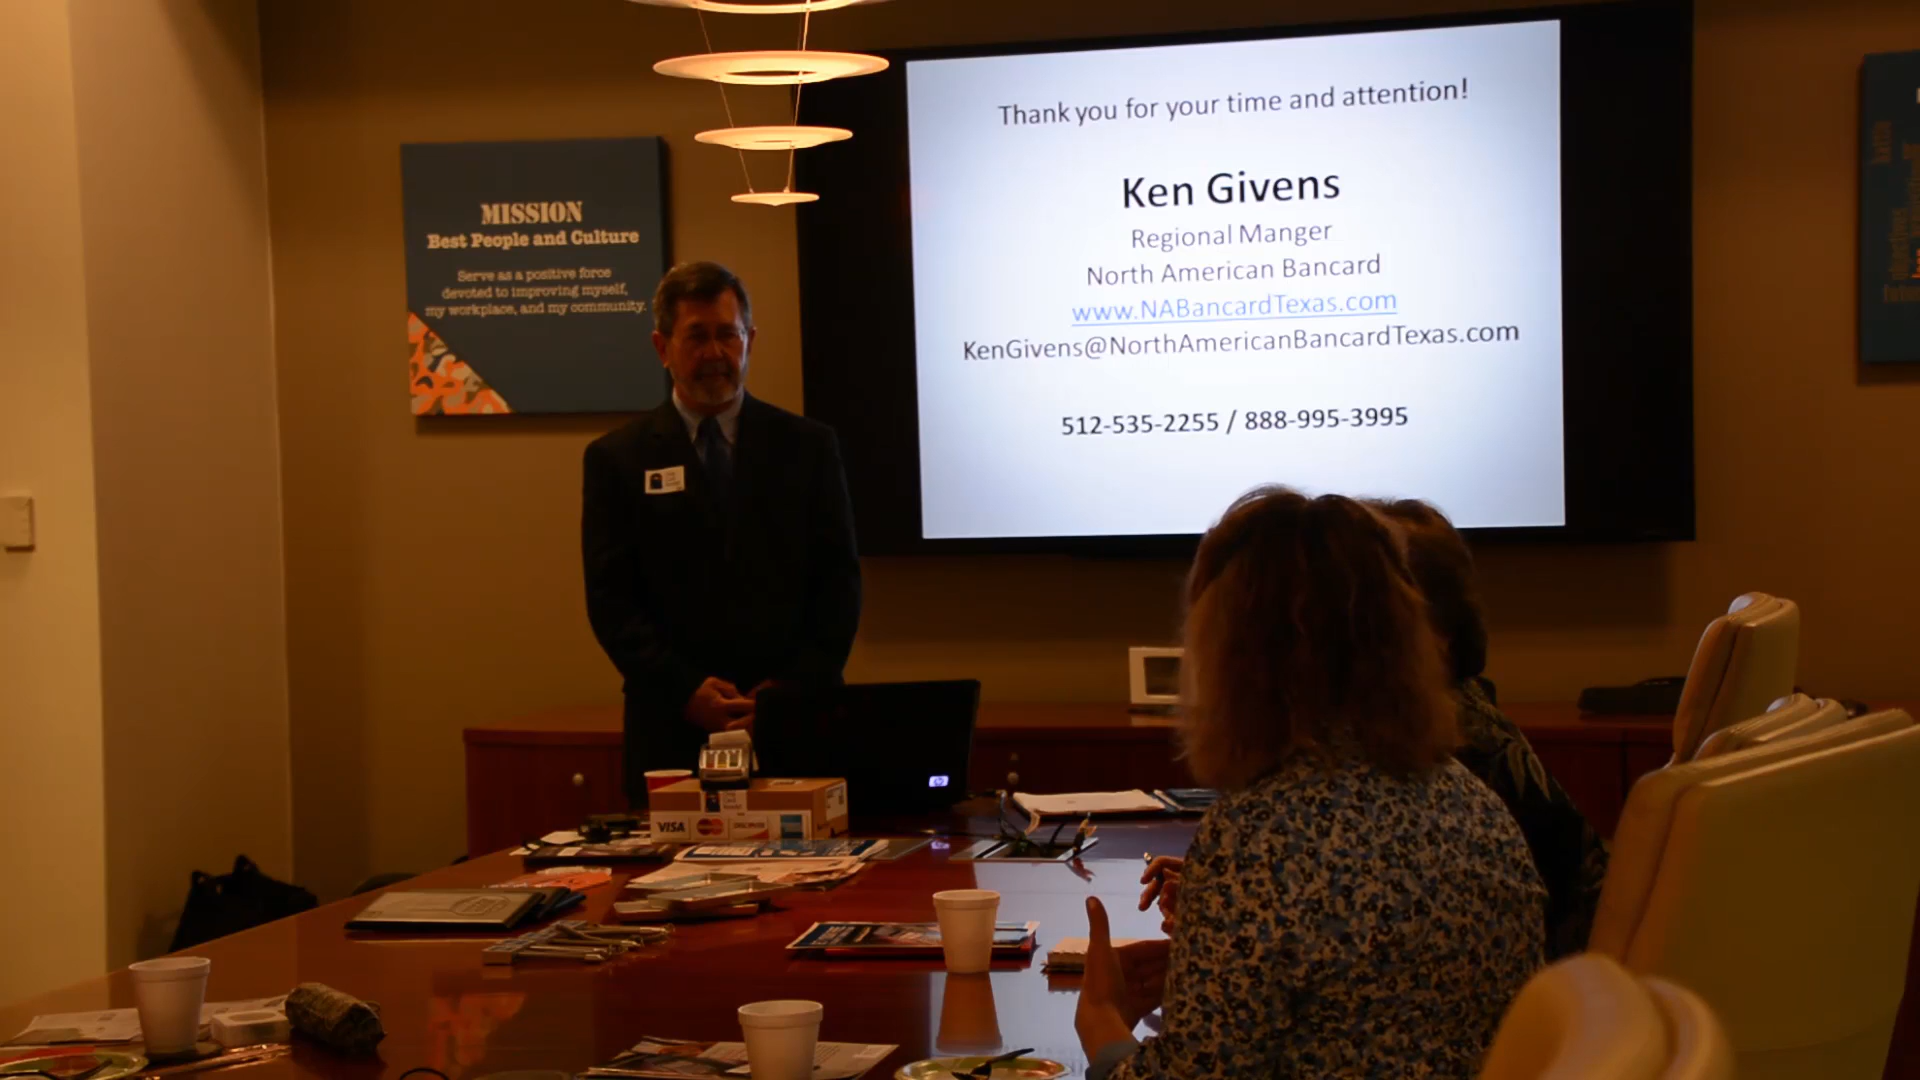 MISSION
Best People and Culture
Serve as a positive force
devoted to improving myself,
my workplace, and my community.
Thank you for your time and attention!
Ken Givens
Regional Manger
North American Bancard
www.NABancardTexas.com
KenGivens@NorthAmericanBancardTexas.com
512-535-2255 / 888-995-3995
hp
VISA